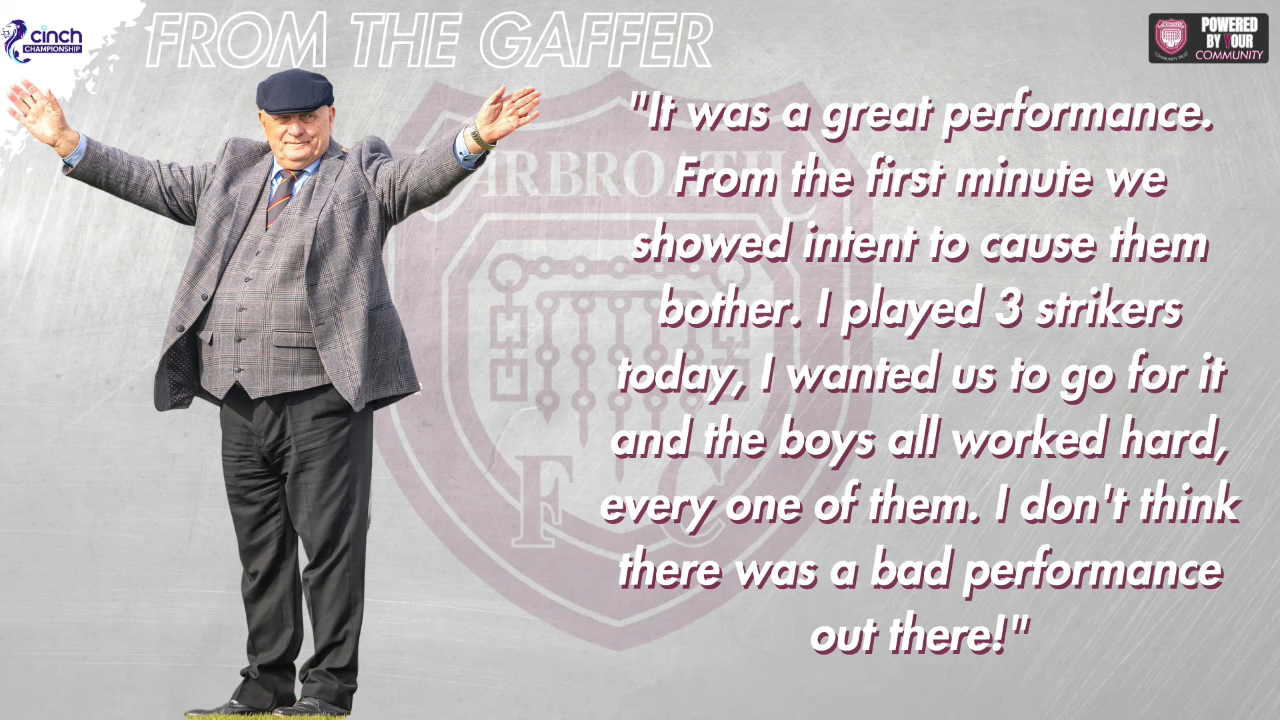 cinch
CHAMPIONSHIP
FROM THE GAFFER
POWERED
BY YOUR
COMMUNITY
ARBROATH
F C
"It was a great performance.
From the first minute we
showed intent to cause them
bother. I played 3 strikers
today, I wanted us to go for it
and the boys all worked hard,
every one of them. I don't think
there was a bad performance
out there!"